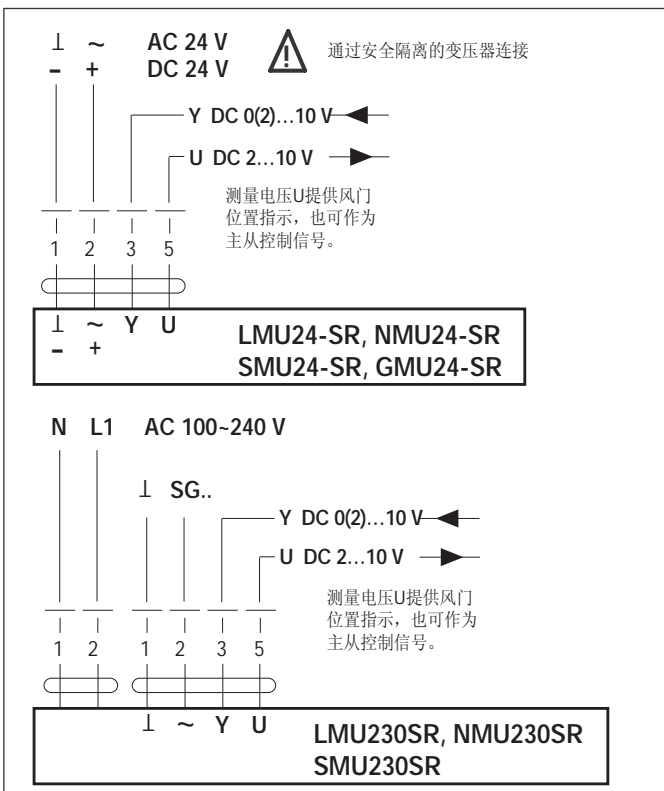 ⊥ ~ AC 24 V
- + DC 24 V
通过安全隔离的变压器连接
Y DC 0(2)...10 V
U DC 2...10 V
测量电压U提供风门
位置指示，也可作为
主从控制信号。
1 2 3 5
⊥ ~ Y U
- +
LMU24-SR, NMU24-SR
SMU24-SR, GMU24-SR
N L1 AC 100~240 V
⊥ SG..
Y DC 0(2)...10 V
U DC 2...10 V
测量电压U提供风门
位置指示，也可作为
主从控制信号。
1 2 1 2 3 5
⊥ ~ Y U
LMU230SR, NMU230SR
SMU230SR